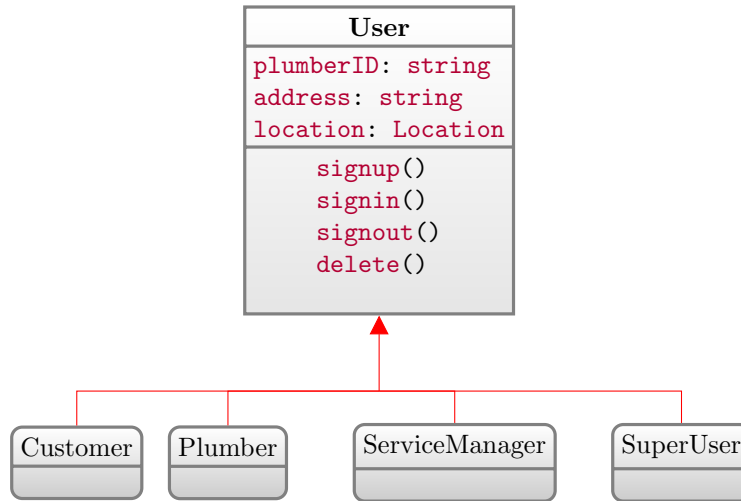 User
plumberID: string
address: string
location: Location
signup()
signin()
signout()
delete()
Customer
Plumber
ServiceManager
SuperUser